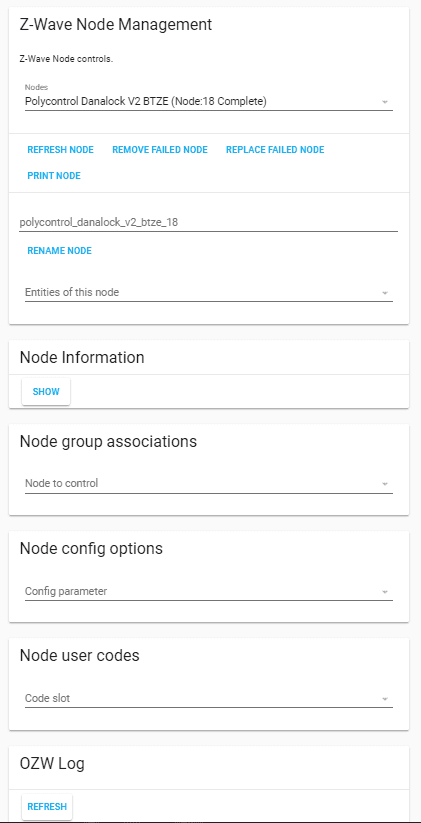 Z-Wave Node Management
Z-Wave Node controls.
Nodes
Polycontrol Danalock V2 BTZE (Node:18 Complete)
REFRESH NODE REMOVE FAILED NODE REPLACE FAILED NODE
PRINT NODE
polycontrol_danalock_v2_btze_18
RENAME NODE
Entities of this node
Node Information
SHOW
Node group associations
Node to control
Node config options
Config parameter
Node user codes
Code slot
OZW Log
REFRESH